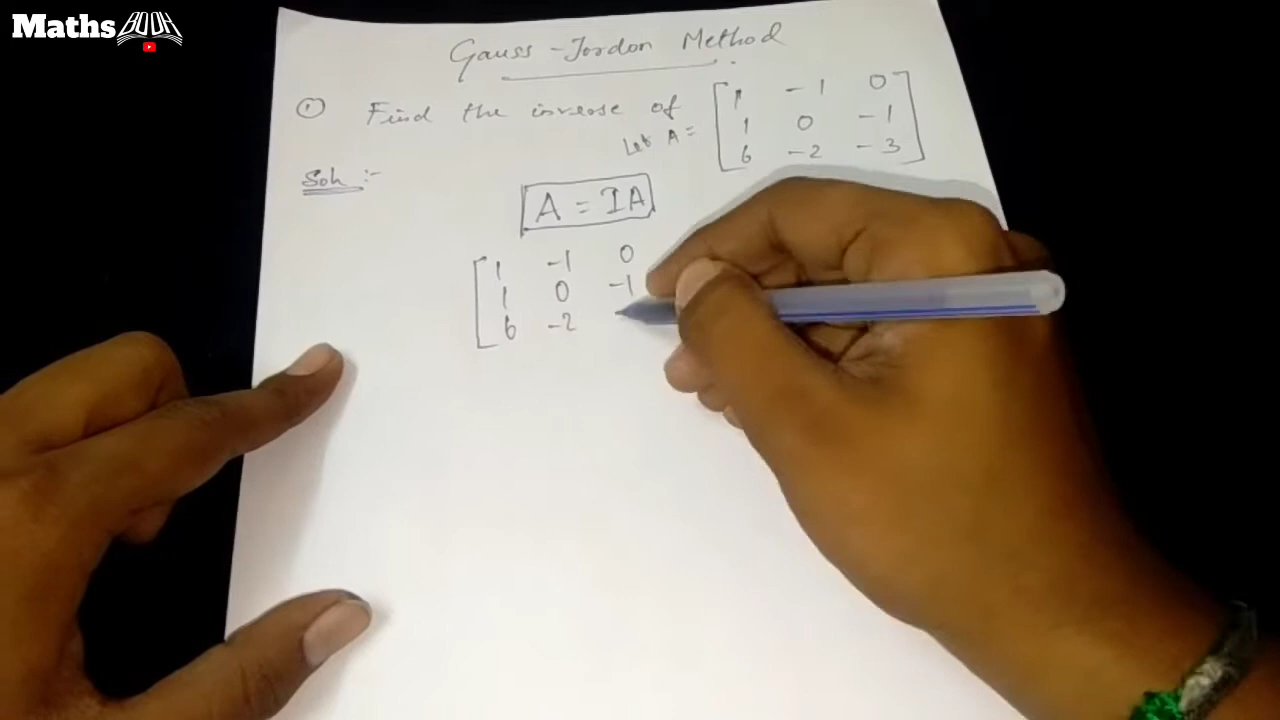 Maths BOOK
Gauss - Jordon Method
① Find the inverse of
Let A = [1 -1 0
1 0 -1
6 -2 -3]
Soln :-
A = IA
[1 -1 0
1 0 -1
6 -2